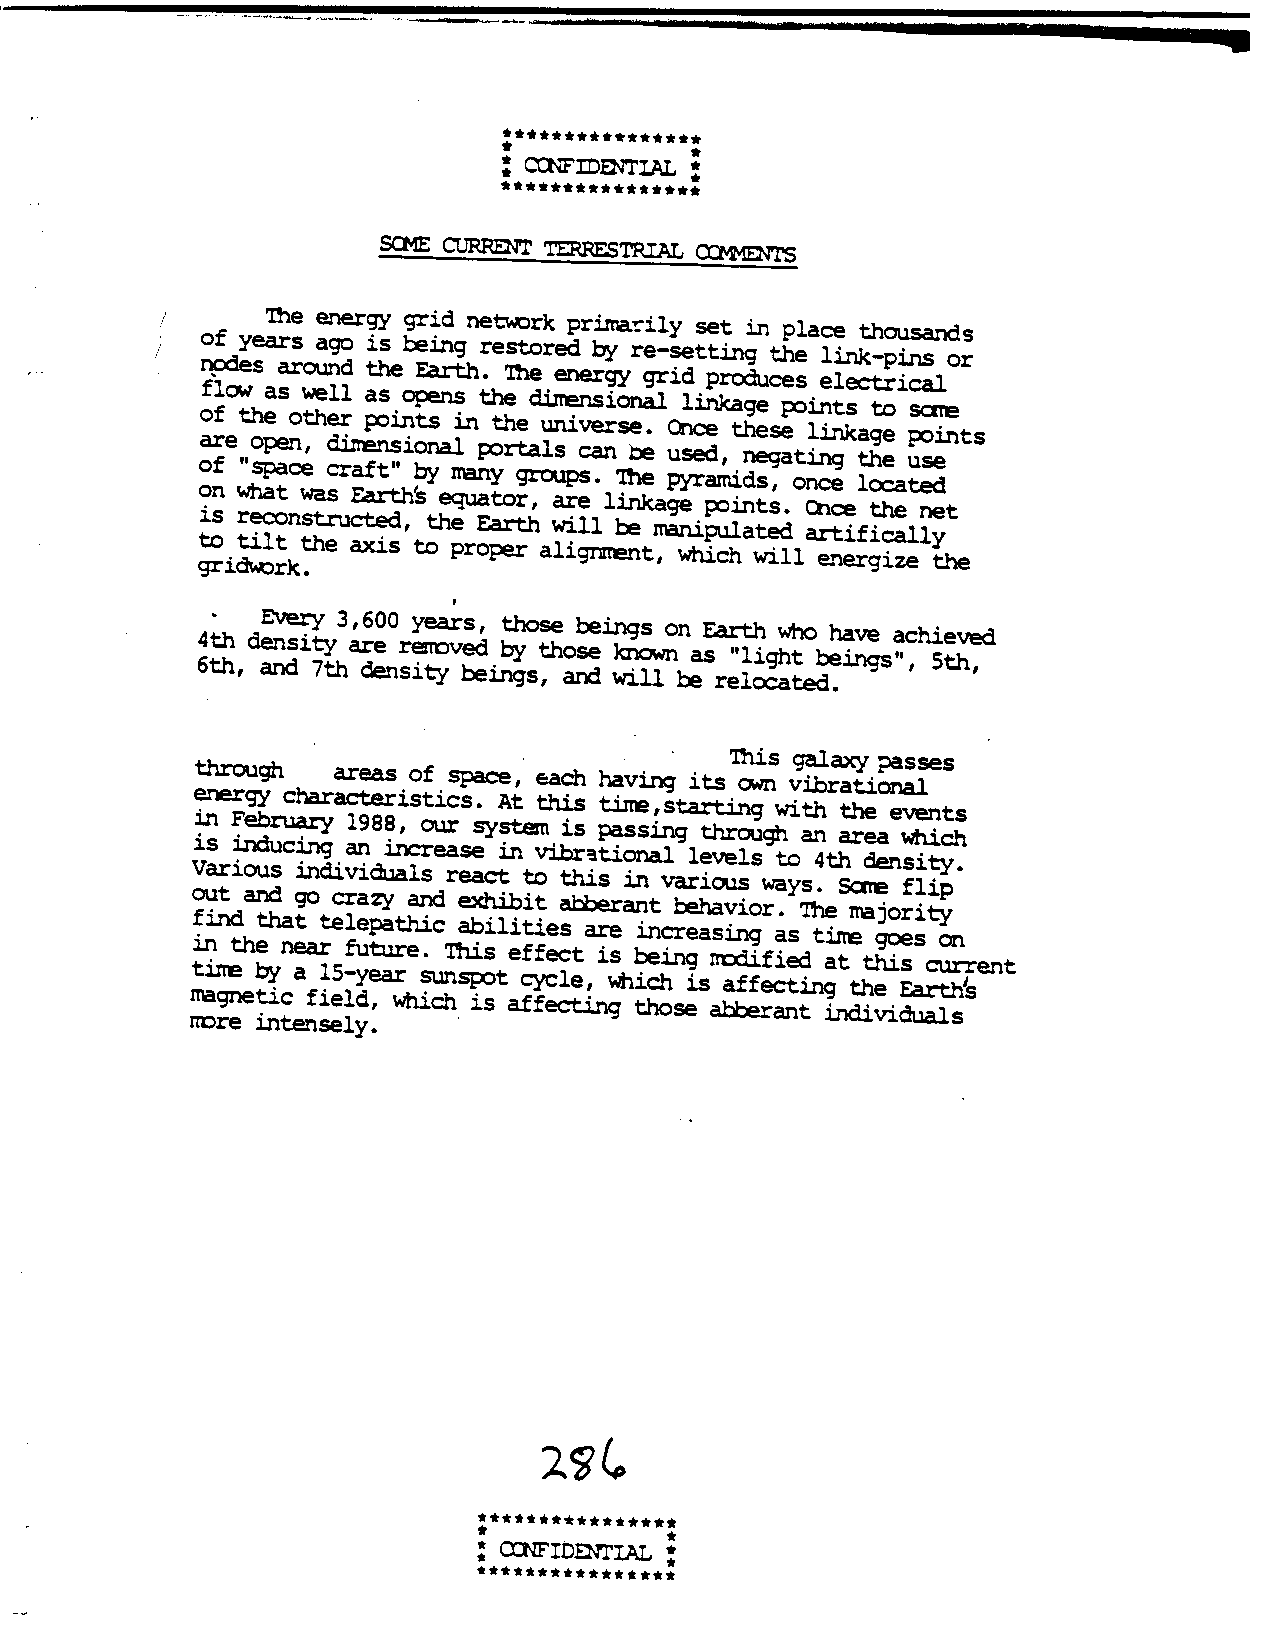 ****************
* CONFIDENTIAL *
****************
SOME CURRENT TERRESTRIAL COMMENTS
The energy grid network primarily set in place thousands
of years ago is being restored by re-setting the link-pins or
nodes around the Earth. The energy grid produces electrical
flow as well as opens the dimensional linkage points to some
of the other points in the universe. Once these linkage points
are open, dimensional portals can be used, negating the use
of "space craft" by many groups. The pyramids, once located
on what was Earth's equator, are linkage points. Once the net
is reconstructed, the Earth will be manipulated artifically
to tilt the axis to proper alignment, which will energize the
gridwork.
Every 3,600 years, those beings on Earth who have achieved
4th density are removed by those known as "light beings", 5th,
6th, and 7th density beings, and will be relocated.
This galaxy passes
through areas of space, each having its own vibrational
energy characteristics. At this time,starting with the events
in February 1988, our system is passing through an area which
is inducing an increase in vibrational levels to 4th density.
Various individuals react to this in various ways. Some flip
out and go crazy and exhibit abberant behavior. The majority
find that telepathic abilities are increasing as time goes on
in the near future. This effect is being modified at this current
time by a 15-year sunspot cycle, which is affecting the Earth's
magnetic field, which is affecting those abberant individuals
more intensely.
286
****************
* CONFIDENTIAL *
****************